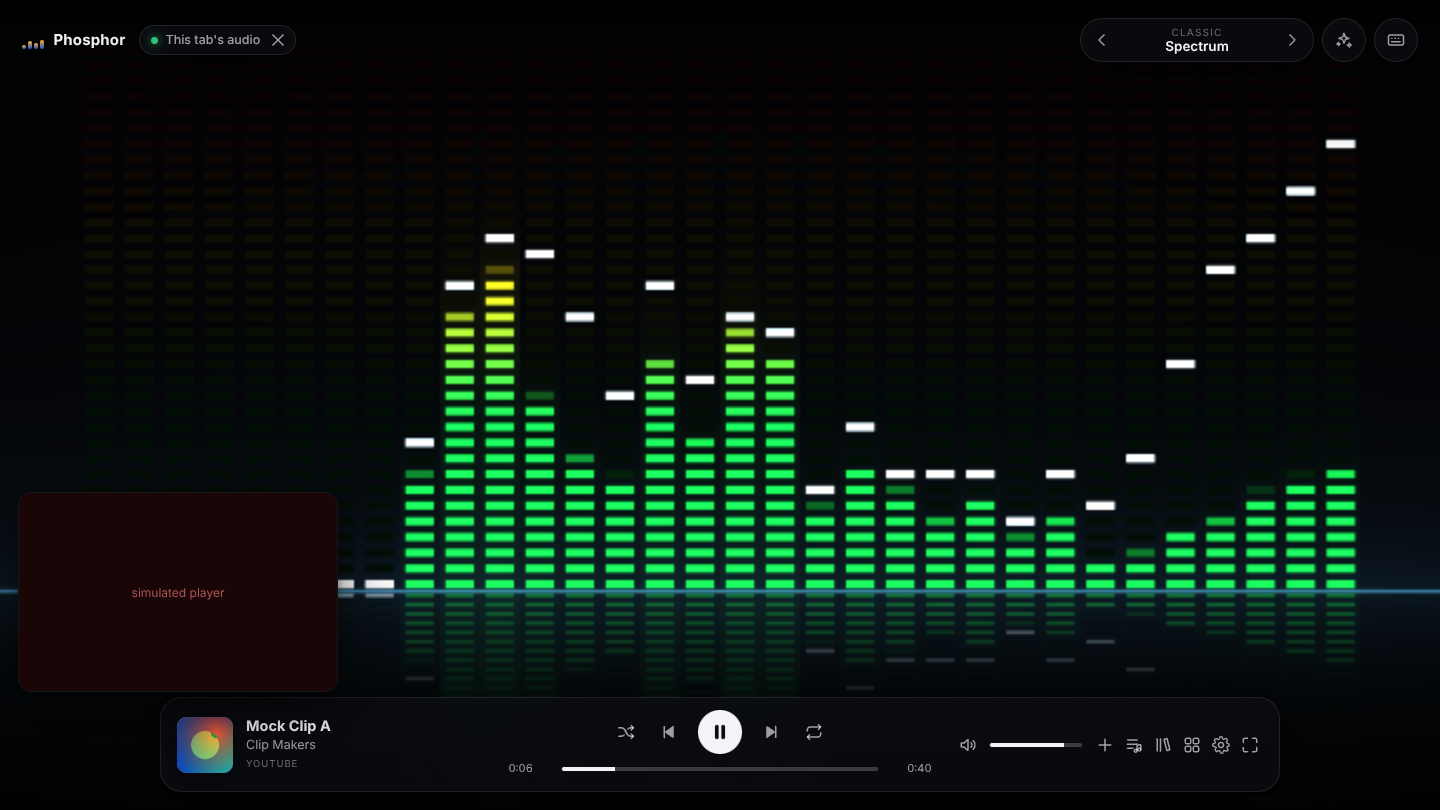 Phosphor
This tab's audio
CLASSIC
Spectrum
simulated player
Mock Clip A
Clip Makers
YOUTUBE
0:06
0:40